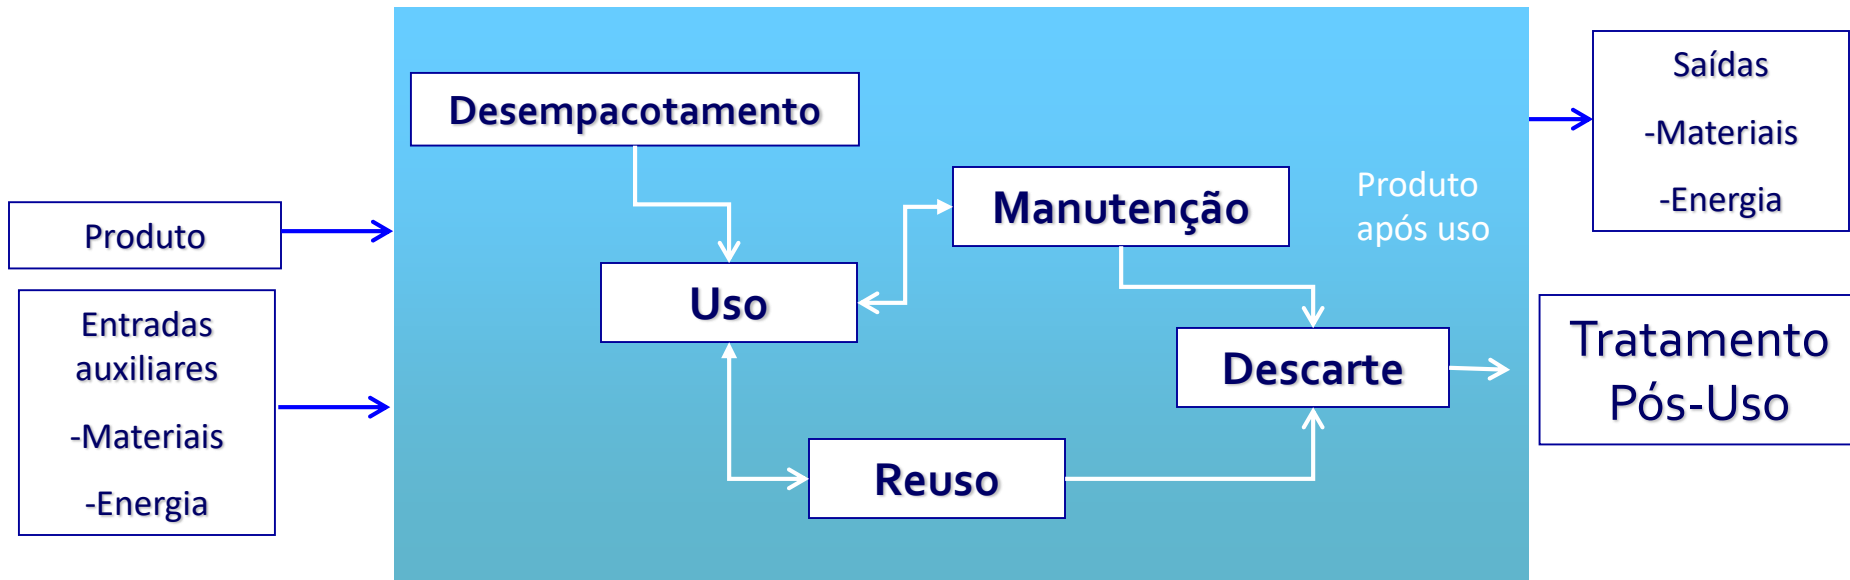 Produto
Entradas
auxiliares
-Materiais
-Energia
Desempacotamento
Uso
Manutenção
Reuso
Descarte
Produto
após uso
Saídas
-Materiais
-Energia
Tratamento
Pós-Uso